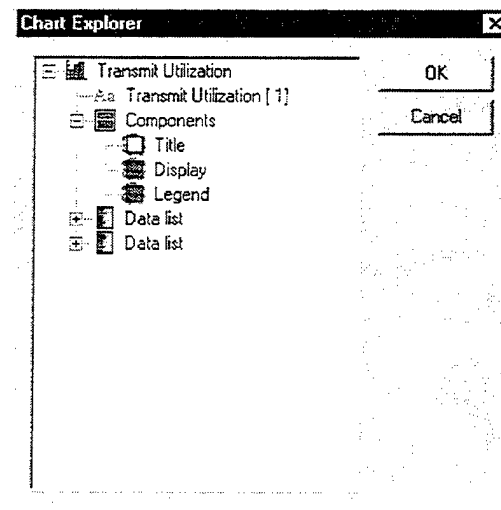 Chart Explorer
Transmit Utilization
OK
Aa Transmit Utilization [ 1]
Components
Cancel
Title
Display
Legend
Data list
Data list